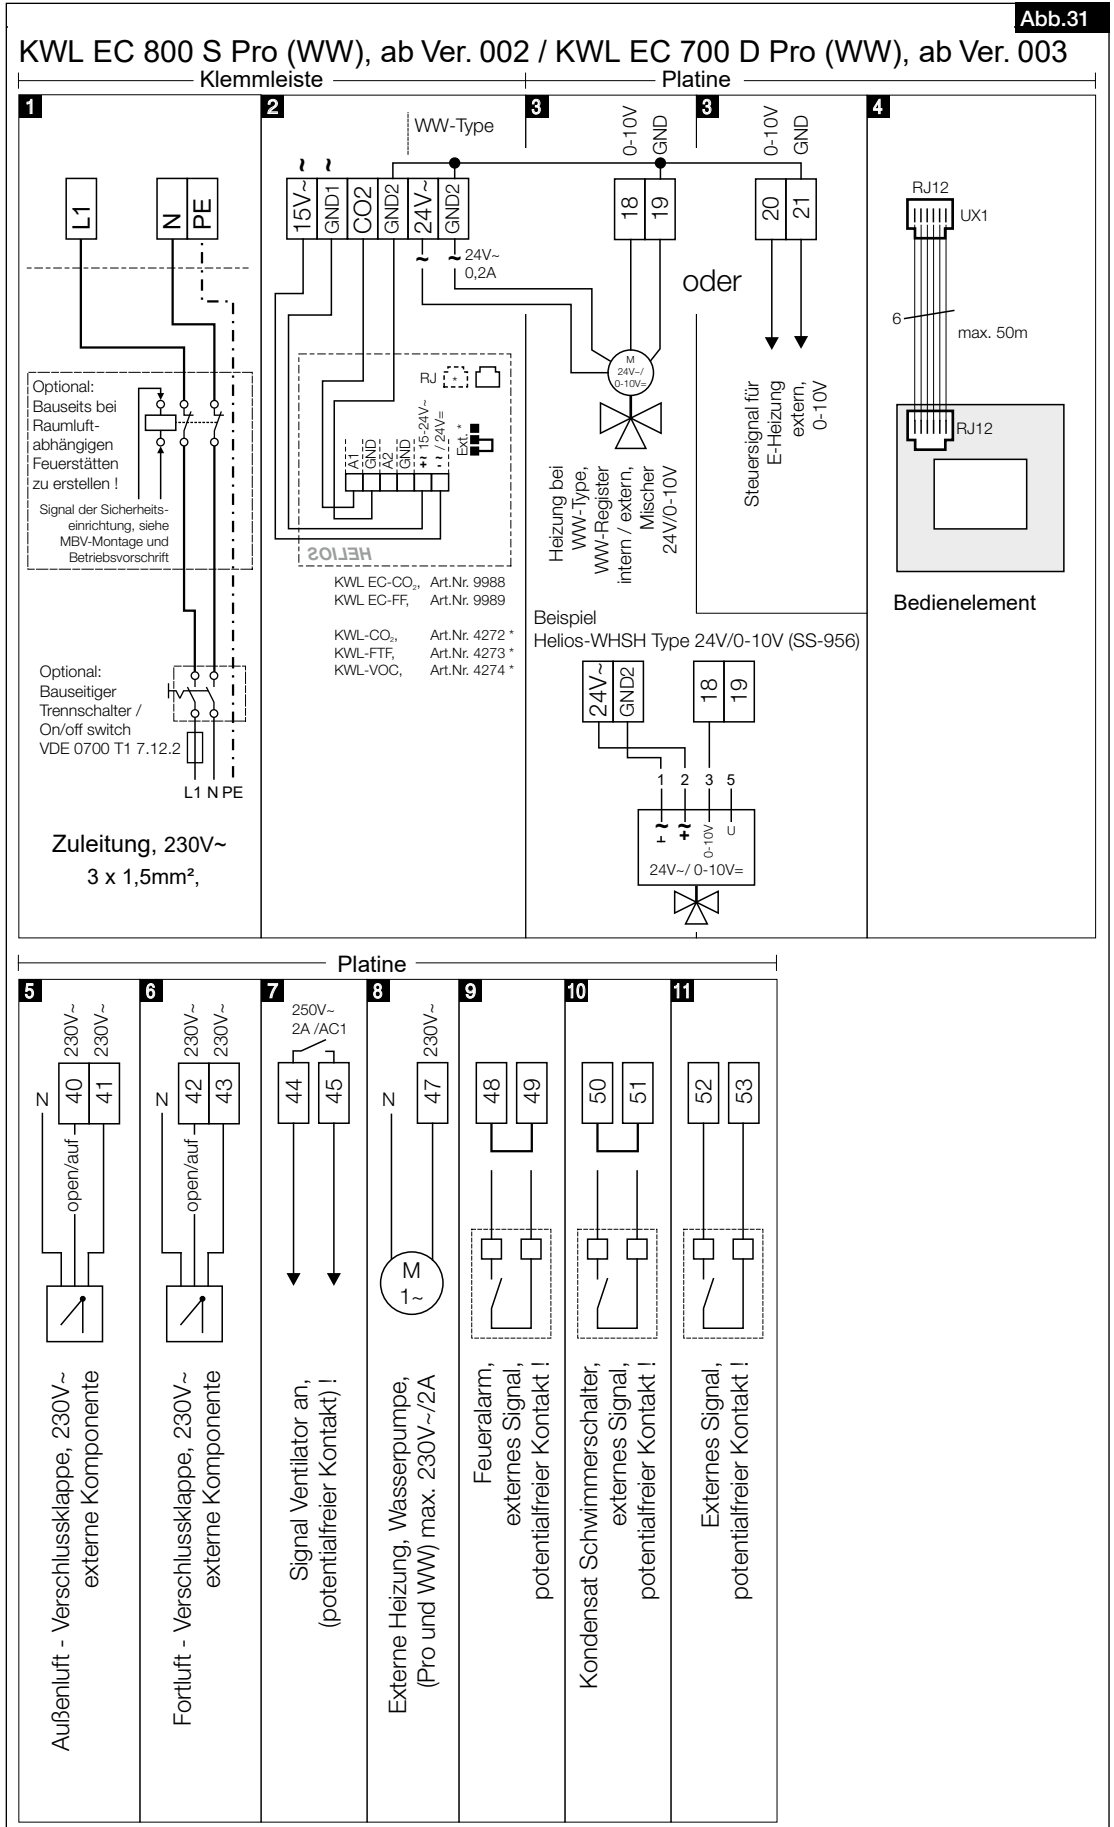 Abb.31
KWL EC 800 S Pro (WW), ab Ver. 002 / KWL EC 700 D Pro (WW), ab Ver. 003
Klemmleiste
Platine
1
L1
N
PE
Optional:
Bauseits bei
Raumluft-
abhängigen
Feuerstätten
zu erstellen !
Signal der Sicherheits-
einrichtung, siehe
MBV-Montage und
Betriebsvorschrift
Optional:
Bauseitiger
Trennschalter /
On/off switch
VDE 0700 T1 7.12.2
L1 N PE
Zuleitung, 230V~
3 x 1,5mm²,
2
WW-Type
~ ~
15V~
GND1
CO2
GND2
24V~
GND2
~ ~ 24V~
0,2A
RJ *
A1
GND
A2
GND
+~ 15-24V~
-~ / 24V=
Ext. *
HELIOS
KWL EC-CO₂, Art.Nr. 9988
KWL EC-FF, Art.Nr. 9989
KWL-CO₂, Art.Nr. 4272 *
KWL-FTF, Art.Nr. 4273 *
KWL-VOC, Art.Nr. 4274 *
3
0-10V
GND
18
19
M
24V~/
0-10V=
Heizung bei
WW-Type,
WW-Register
intern / extern,
Mischer
24V/0-10V
oder
3
0-10V
GND
20
21
Steuersignal für
E-Heizung
extern,
0-10V
Beispiel
Helios-WHSH Type 24V/0-10V (SS-956)
24V~
GND2
18
19
1 2 3 5
⊥ ~
+ ~
0-10V
U
24V~/ 0-10V=
4
RJ12
UX1
6
max. 50m
RJ12
Bedienelement
Platine
5
230V~
230V~
N
40
41
open/auf
Außenluft - Verschlussklappe, 230V~
externe Komponente
6
230V~
230V~
N
42
43
open/auf
Fortluft - Verschlussklappe, 230V~
externe Komponente
7
250V~
2A /AC1
44
45
Signal Ventilator an,
(potentialfreier Kontakt) !
8
230V~
N
47
M
1~
Externe Heizung, Wasserpumpe,
(Pro und WW) max. 230V~/2A
9
48
49
Feueralarm,
externes Signal,
potentialfreier Kontakt !
10
50
51
Kondensat Schwimmerschalter,
externes Signal,
potentialfreier Kontakt !
11
52
53
Externes Signal,
potentialfreier Kontakt !